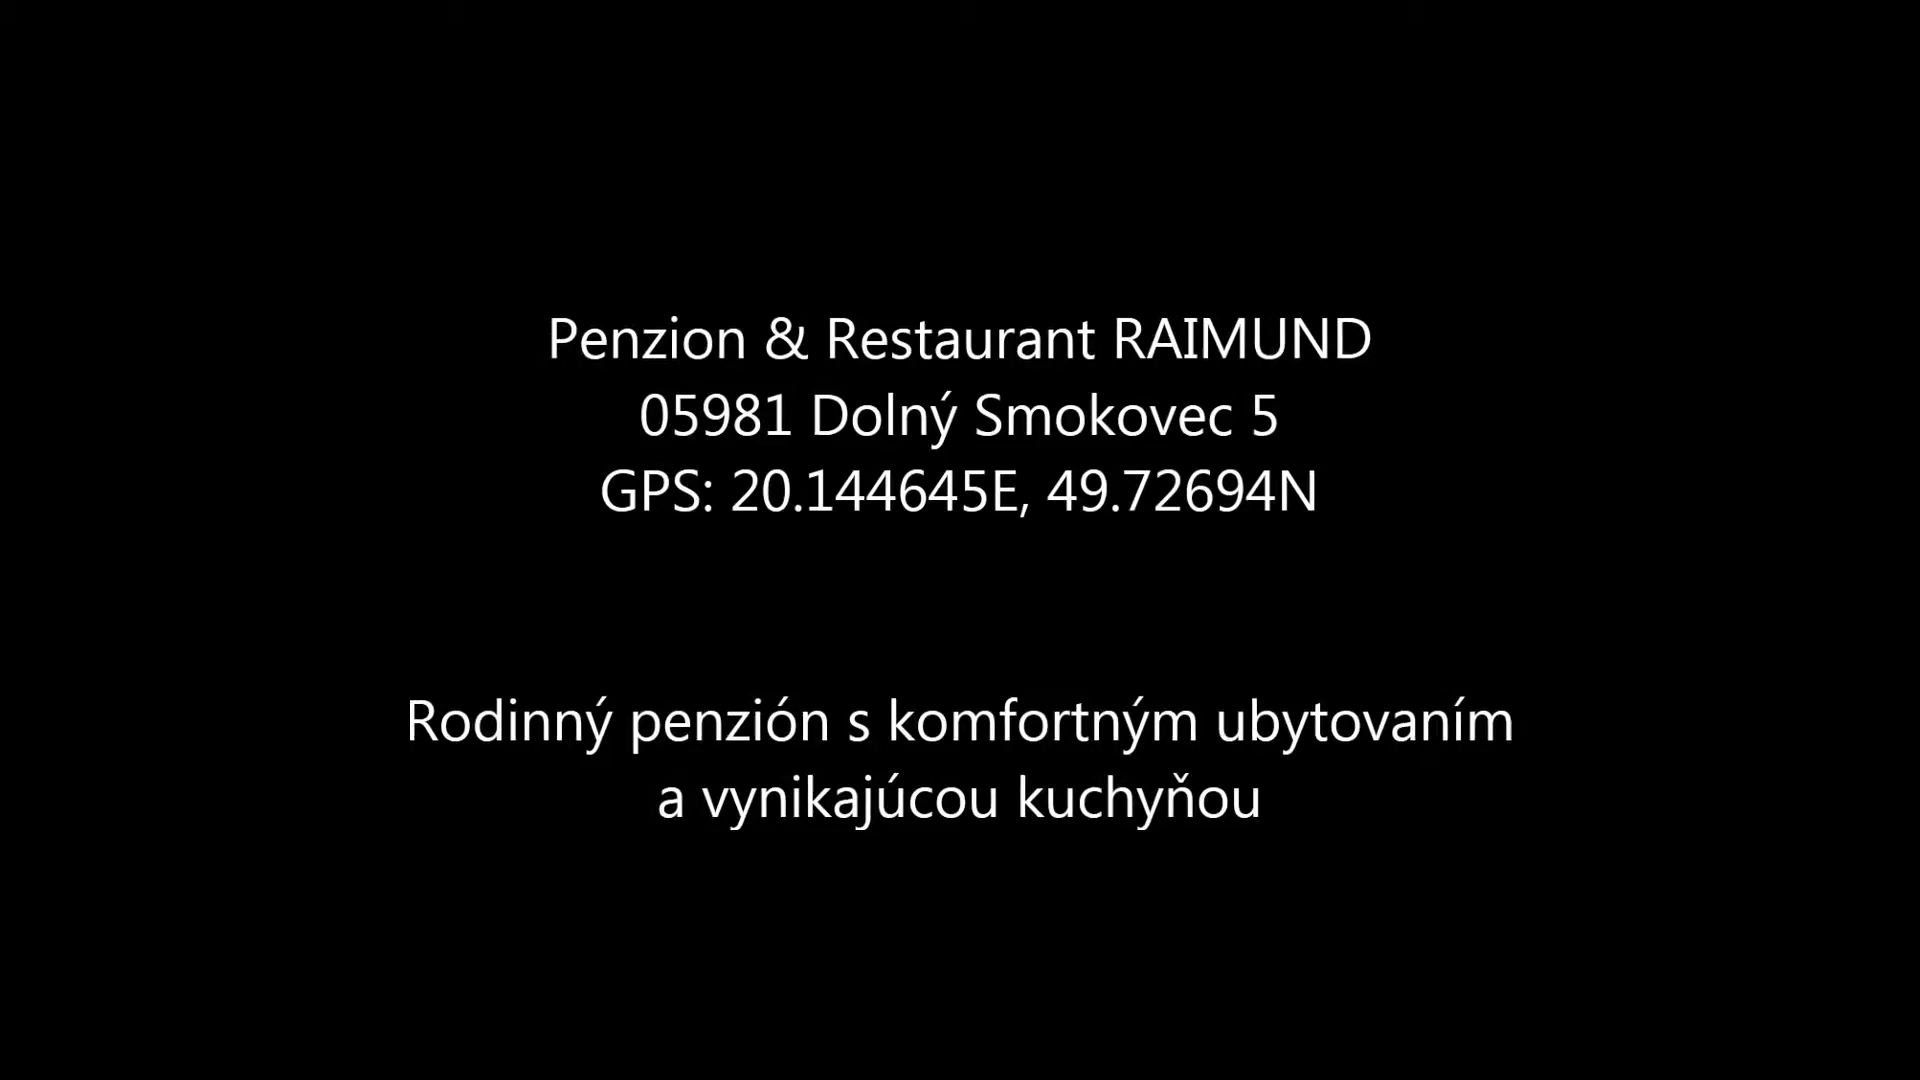 Penzion & Restaurant RAIMUND
05981 Dolný Smokovec 5
GPS: 20.144645E, 49.72694N
Rodinný penzión s komfortným ubytovaním
a vynikajúcou kuchyňou